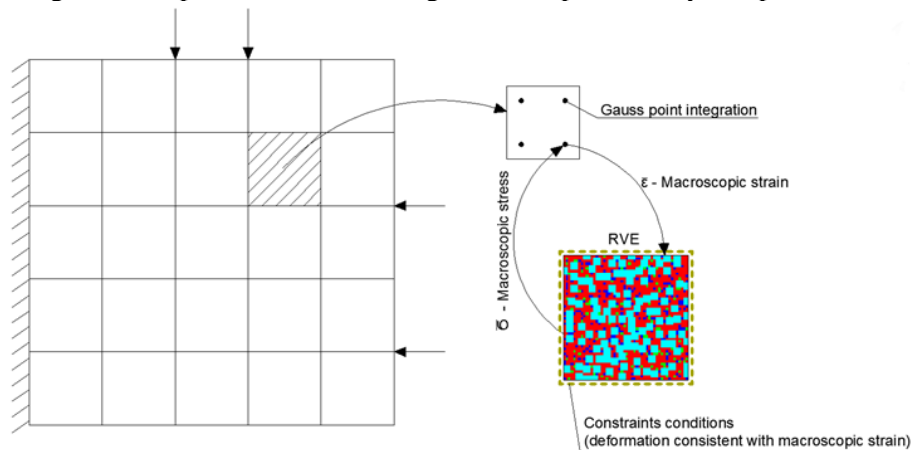 Gauss point integration
ε̄ - Macroscopic strain
σ̄ - Macroscopic stress
RVE
Constraints conditions
(deformation consistent with macroscopic strain)